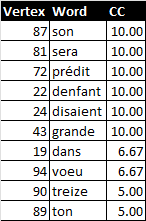 Vertex Word CC
87 son 10.00
81 sera 10.00
72 prédit 10.00
22 denfant 10.00
24 disaient 10.00
43 grande 10.00
19 dans 6.67
94 voeu 6.67
90 treize 5.00
89 ton 5.00